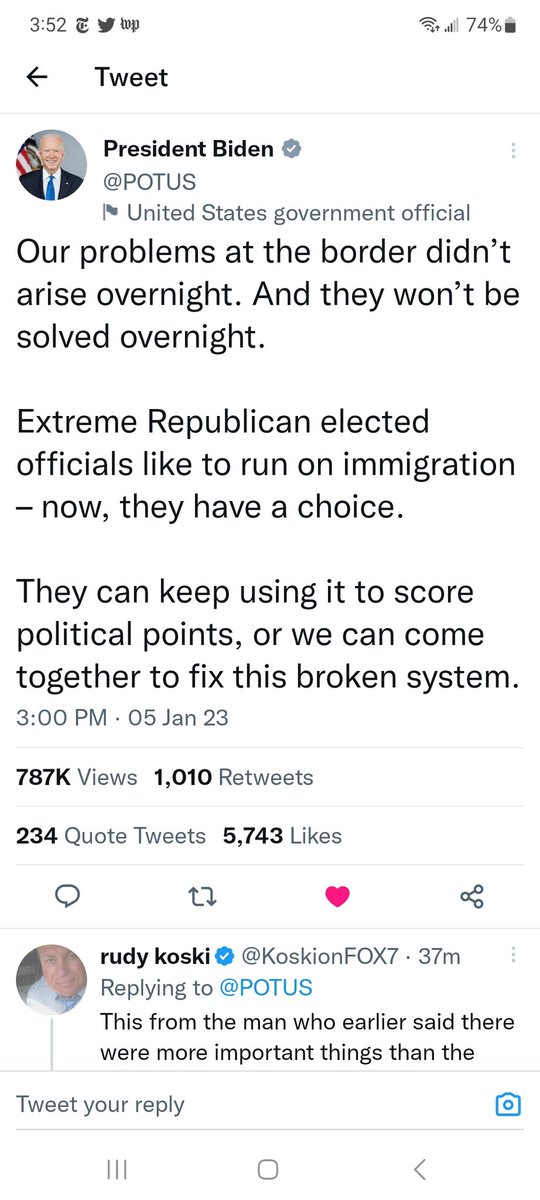 3:52
74%
Tweet
President Biden
@POTUS
United States government official
Our problems at the border didn’t
arise overnight. And they won’t be
solved overnight.
Extreme Republican elected
officials like to run on immigration
– now, they have a choice.
They can keep using it to score
political points, or we can come
together to fix this broken system.
3:00 PM · 05 Jan 23
787K Views 1,010 Retweets
234 Quote Tweets 5,743 Likes
rudy koski @KoskionFOX7 · 37m
Replying to @POTUS
This from the man who earlier said there
were more important things than the
Tweet your reply